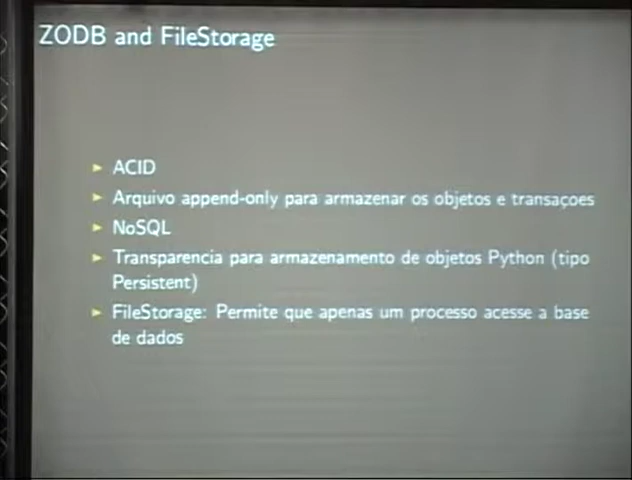 ZODB and FileStorage
ACID
Arquivo append-only para armazenar os objetos e transaçoes
NoSQL
Transparencia para armazenamento de objetos Python (tipo
Persistent)
FileStorage: Permite que apenas um processo acesse a base
de dados